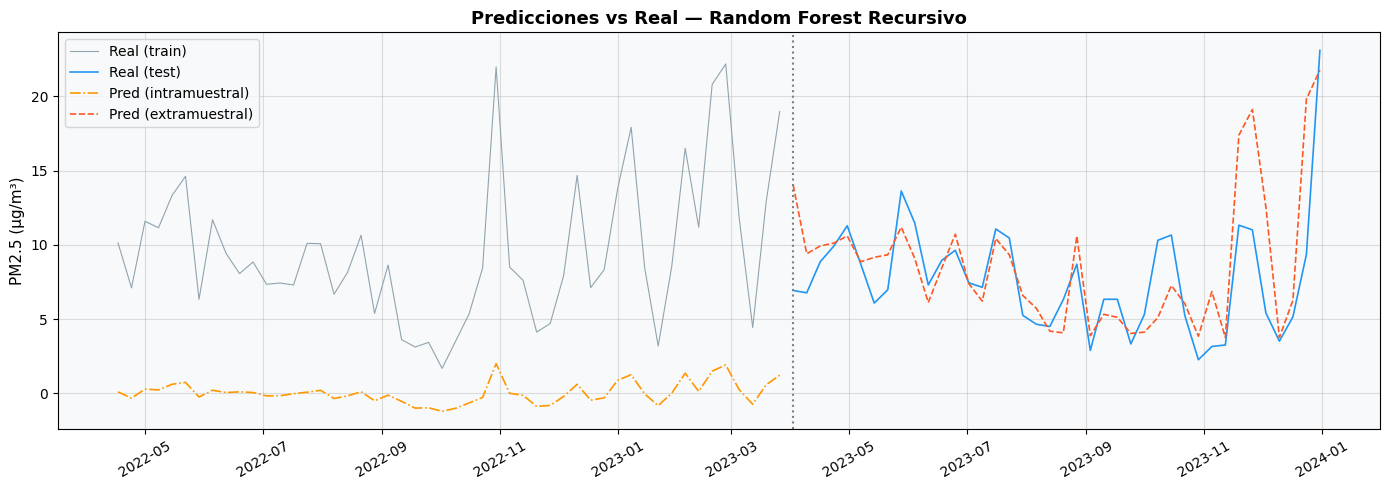 Predicciones vs Real — Random Forest Recursivo
Real (train)
Real (test)
Pred (intramuestral)
Pred (extramuestral)
PM2.5 (µg/m³)
20
15
10
5
0
2022-05
2022-07
2022-09
2022-11
2023-01
2023-03
2023-05
2023-07
2023-09
2023-11
2024-01